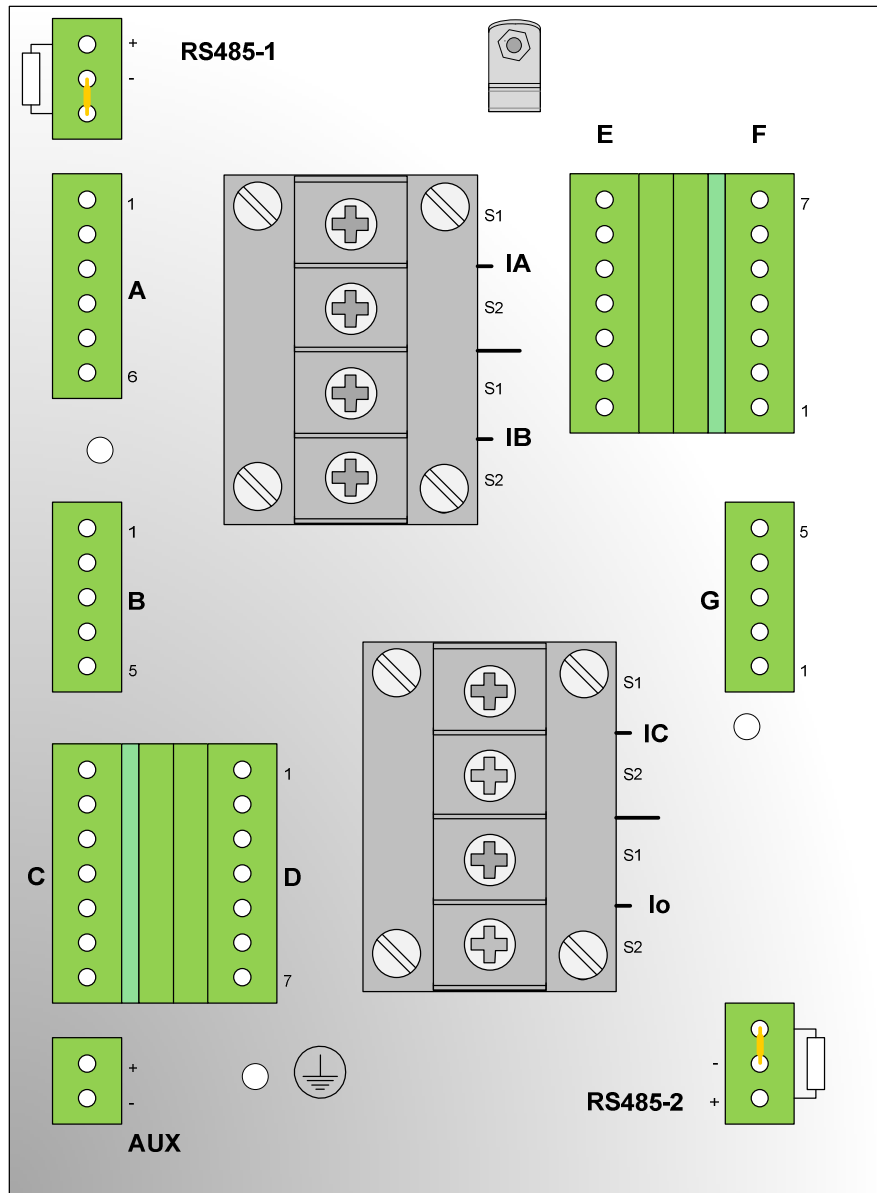 +
RS485-1
-
E F
1
7
S1
A
IA
S2
6
S1
1
IB
S2
1
5
B
G
5
1
S1
IC
1
S2
C D
S1
Io
S2
7
-
+
RS485-2
+
-
AUX